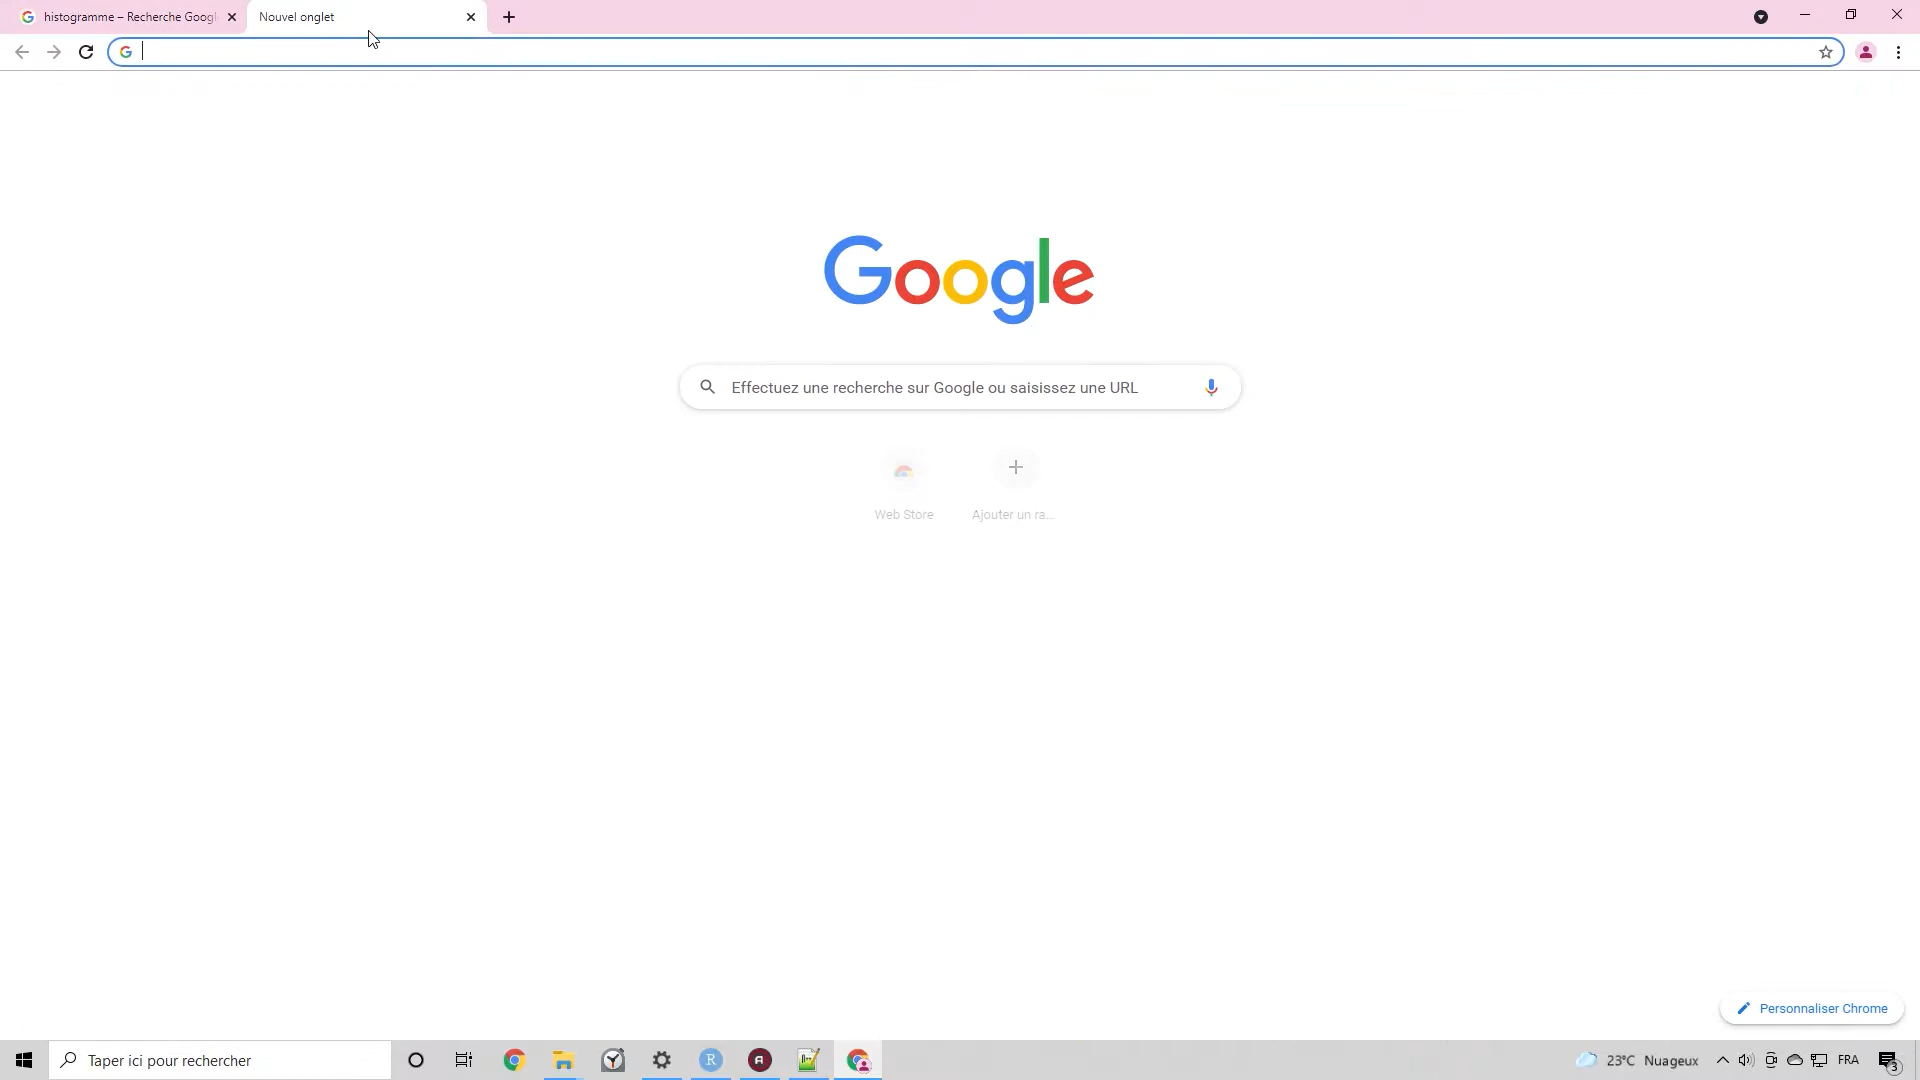 histogramme – Recherche Googl
Nouvel onglet
Google
Effectuez une recherche sur Google ou saisissez une URL
Web Store
Ajouter un ra...
Personnaliser Chrome
Taper ici pour rechercher
R
23°C Nuageux
FRA
3